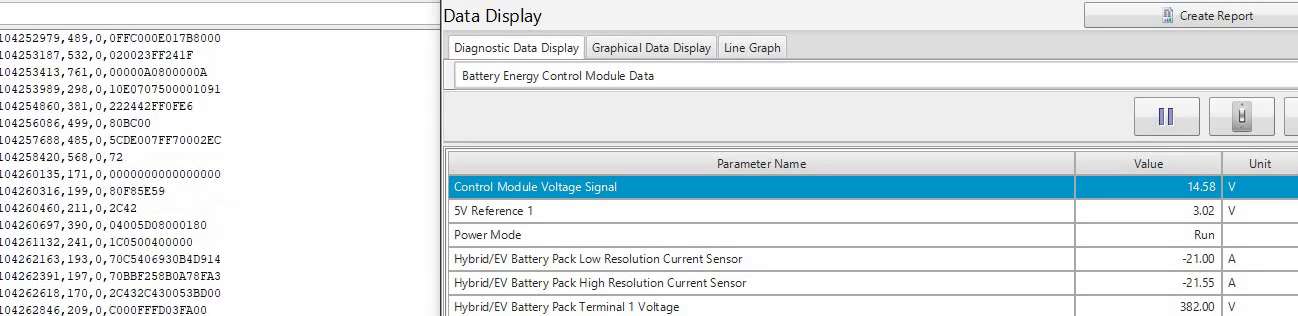 104252979,489,0,0FFC000E017B8000
104253187,532,0,020023FF241F
104253413,761,0,00000A0800000A
104253989,298,0,10E0707500001091
104254860,381,0,222442FF0FE6
104256086,499,0,80BC00
104257688,485,0,5CDE007FF70002EC
104258420,568,0,72
104260135,171,0,0000000000000000
104260316,199,0,80F85E59
104260460,211,0,2C42
104260697,390,0,04005D08000180
104261132,241,0,1C0500400000
104262163,193,0,70C5406930B4D914
104262391,197,0,70BBF258B0A78FA3
104262618,170,0,2C432C430053BD00
104262846,209,0,C000FFFD03FA00
Data Display
Create Report
Diagnostic Data Display Graphical Data Display Line Graph
Battery Energy Control Module Data
Parameter Name Value Unit
Control Module Voltage Signal 14.58 V
5V Reference 1 3.02 V
Power Mode Run
Hybrid/EV Battery Pack Low Resolution Current Sensor -21.00 A
Hybrid/EV Battery Pack High Resolution Current Sensor -21.55 A
Hybrid/EV Battery Pack Terminal 1 Voltage 382.00 V